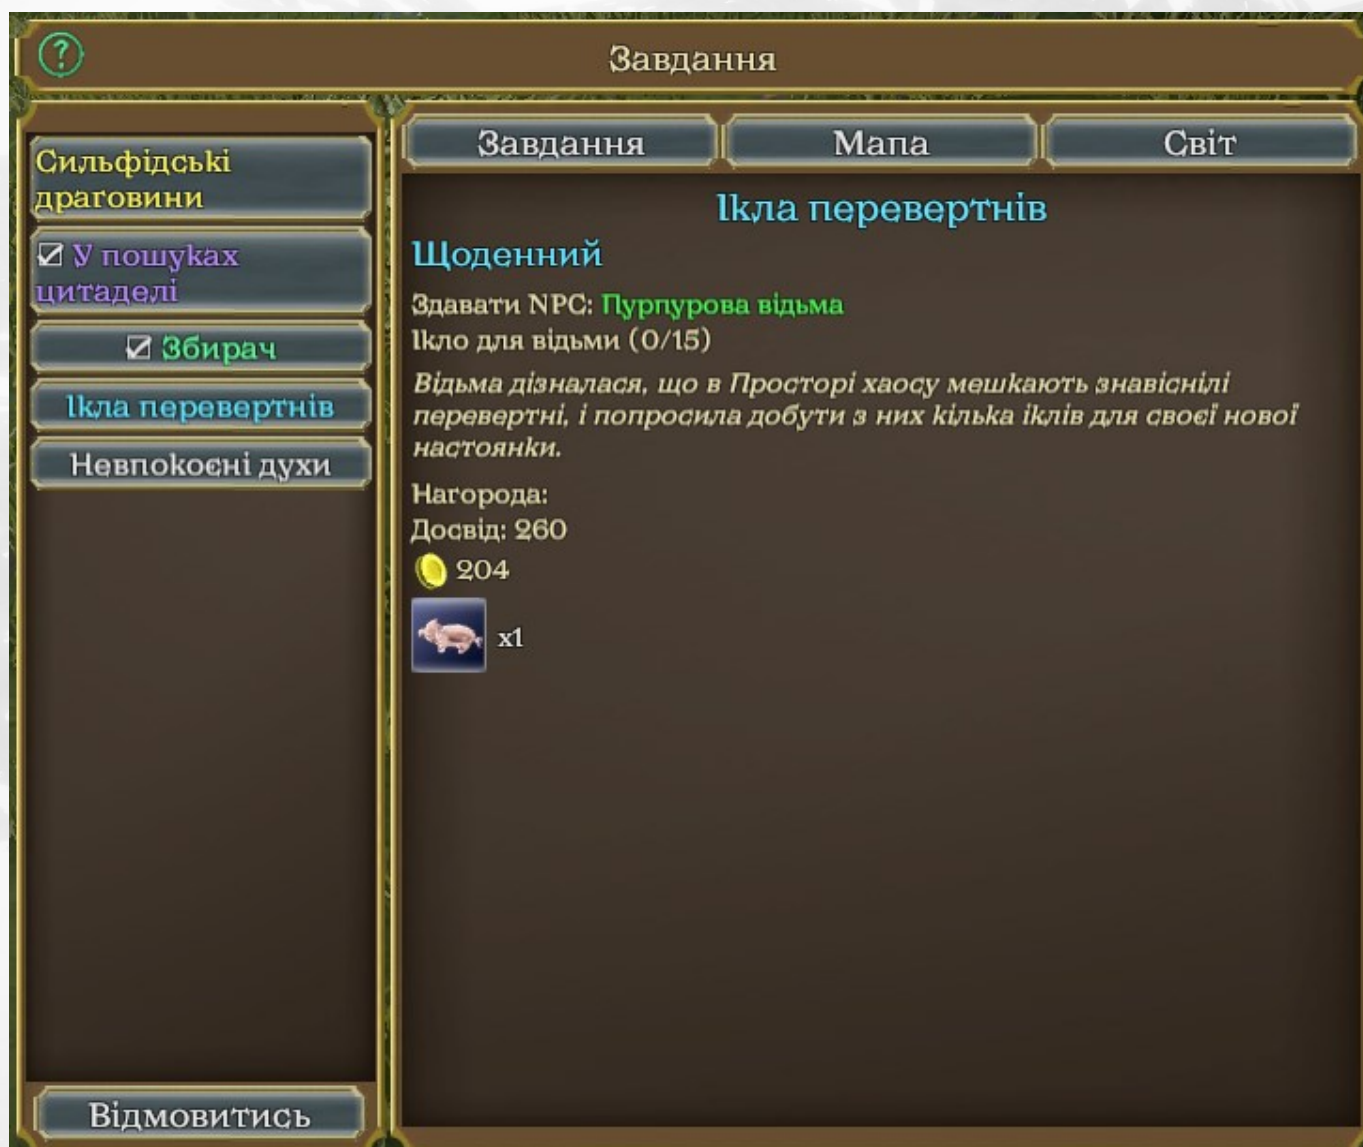 ?
Завдання
Сильфідські
драговини
У пошуках
цитаделі
Збирач
Ікла перевертнів
Невпокоєні духи
Відмовитись
Завдання
Мапа
Світ
Ікла перевертнів
Щоденний
Здавати NPC: Пурпурова відьма
Ікло для відьми (0/15)
Відьма дізналася, що в Просторі хаосу мешкають знавіснілі
перевертні, і попросила добути з них кілька іклів для своєї нової
настоянки.
Нагорода:
Досвід: 260
204
x1